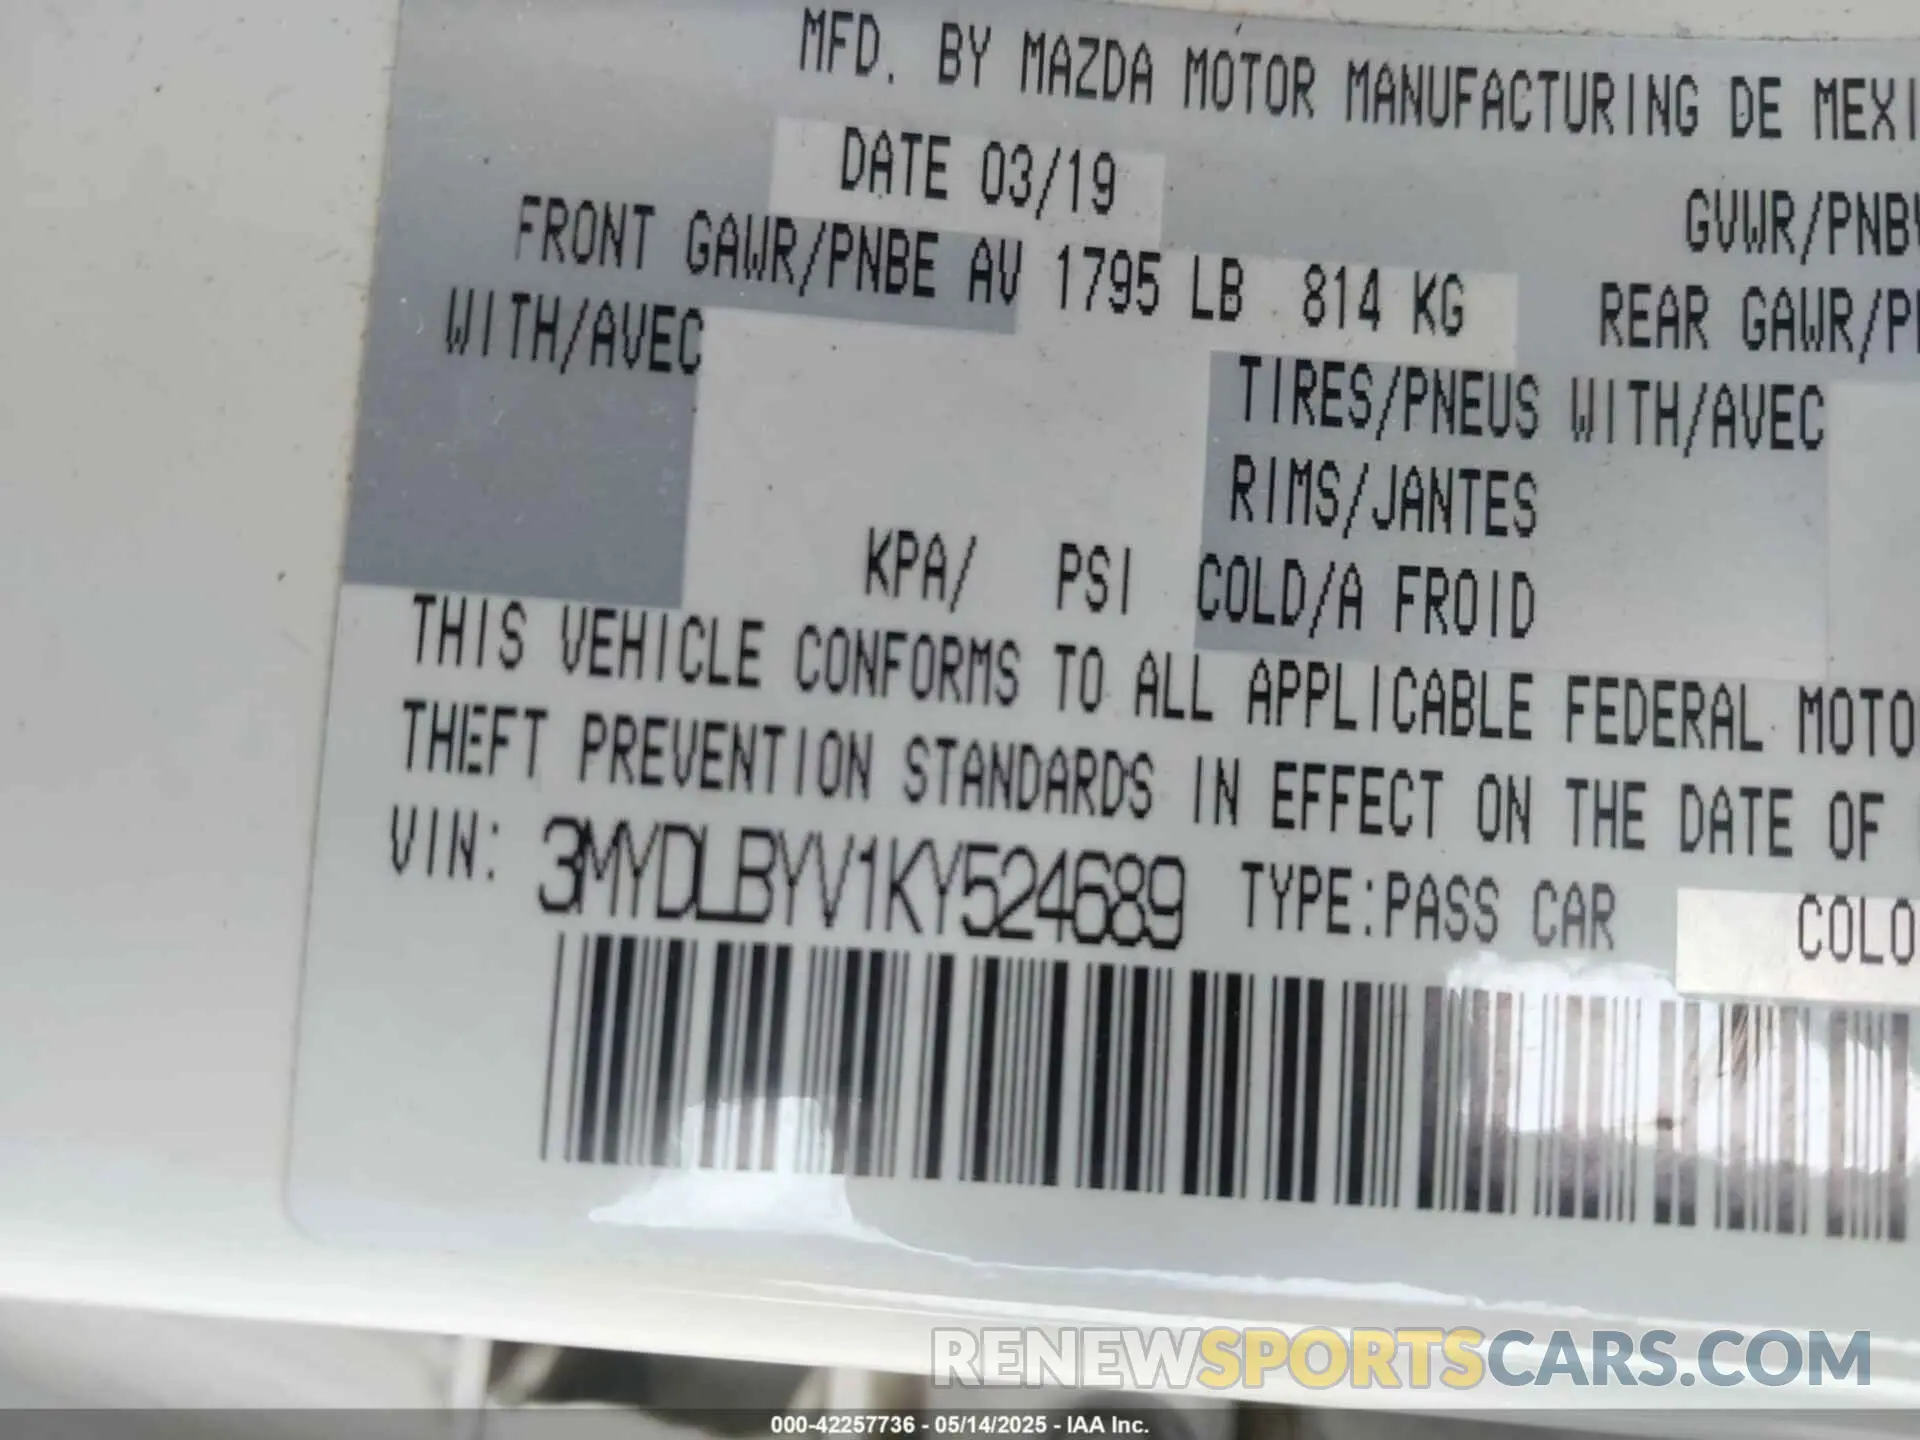 MFD. BY MAZDA MOTOR MANUFACTURING DE MEXI
DATE 03/19
GVWR/PNBV
FRONT GAWR/PNBE AV 1795 LB 814 KG
REAR GAWR/PN
WITH/AVEC
TIRES/PNEUS WITH/AVEC
RIMS/JANTES
KPA/ PSI COLD/A FROID
THIS VEHICLE CONFORMS TO ALL APPLICABLE FEDERAL MOTO
THEFT PREVENTION STANDARDS IN EFFECT ON THE DATE OF
VIN: 3MYDLBYV1KY524689 TYPE:PASS CAR COLO
RENEWSPORTSCARS.COM
000-42257736 - 05/14/2025 - IAA Inc.